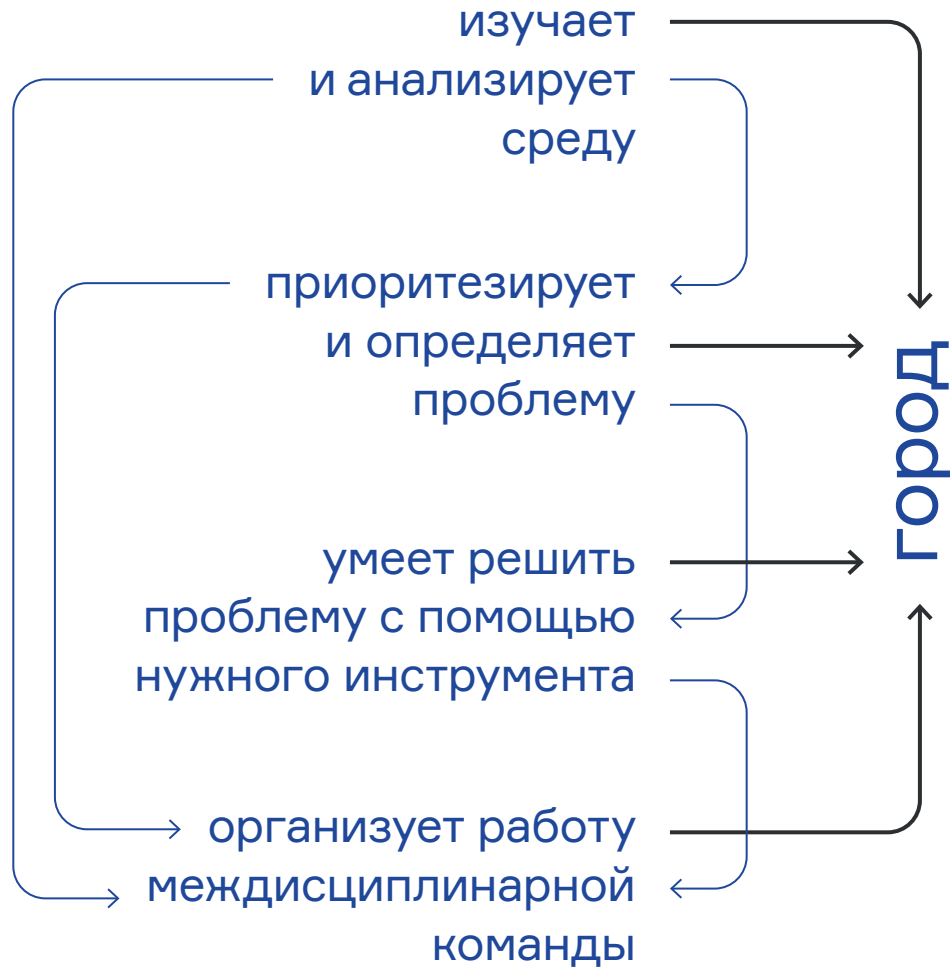 изучает
и анализирует
среду
приоритезирует
и определяет
проблему
умеет решить
проблему с помощью
нужного инструмента
организует работу
междисциплинарной
команды
город